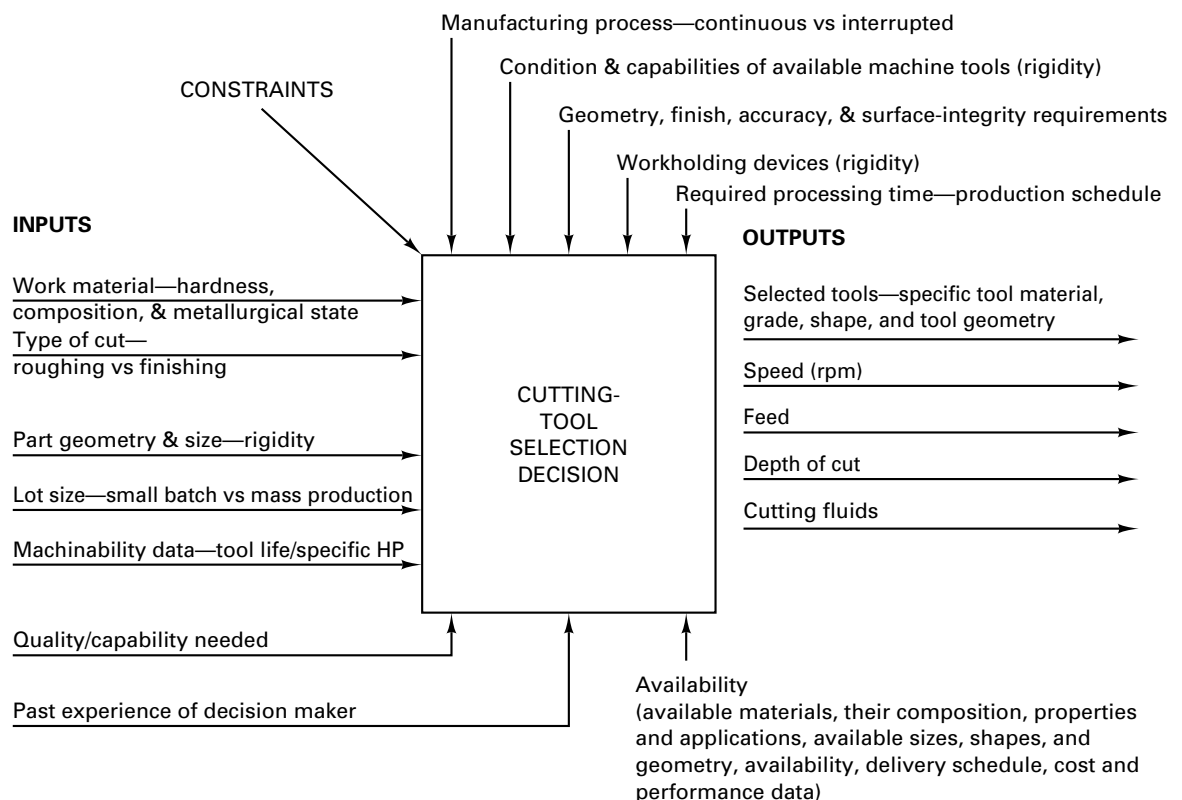 Manufacturing process—continuous vs interrupted
Condition & capabilities of available machine tools (rigidity)
CONSTRAINTS
Geometry, finish, accuracy, & surface-integrity requirements
Workholding devices (rigidity)
Required processing time—production schedule
INPUTS
OUTPUTS
Work material—hardness,
composition, & metallurgical state
Type of cut—
roughing vs finishing
Part geometry & size—rigidity
Lot size—small batch vs mass production
Machinability data—tool life/specific HP
Quality/capability needed
Past experience of decision maker
CUTTING-
TOOL
SELECTION
DECISION
Selected tools—specific tool material,
grade, shape, and tool geometry
Speed (rpm)
Feed
Depth of cut
Cutting fluids
Availability
(available materials, their composition, properties
and applications, available sizes, shapes, and
geometry, availability, delivery schedule, cost and
performance data)